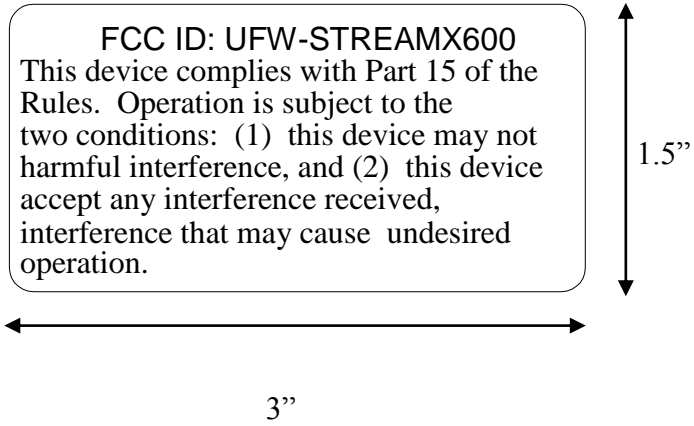 FCC ID: UFW-STREAMX600
This device complies with Part 15 of the
Rules.  Operation is subject to the
two conditions:  (1)  this device may not
harmful interference, and (2)  this device
accept any interference received,
interference that may cause  undesired
operation.
1.5”
3”